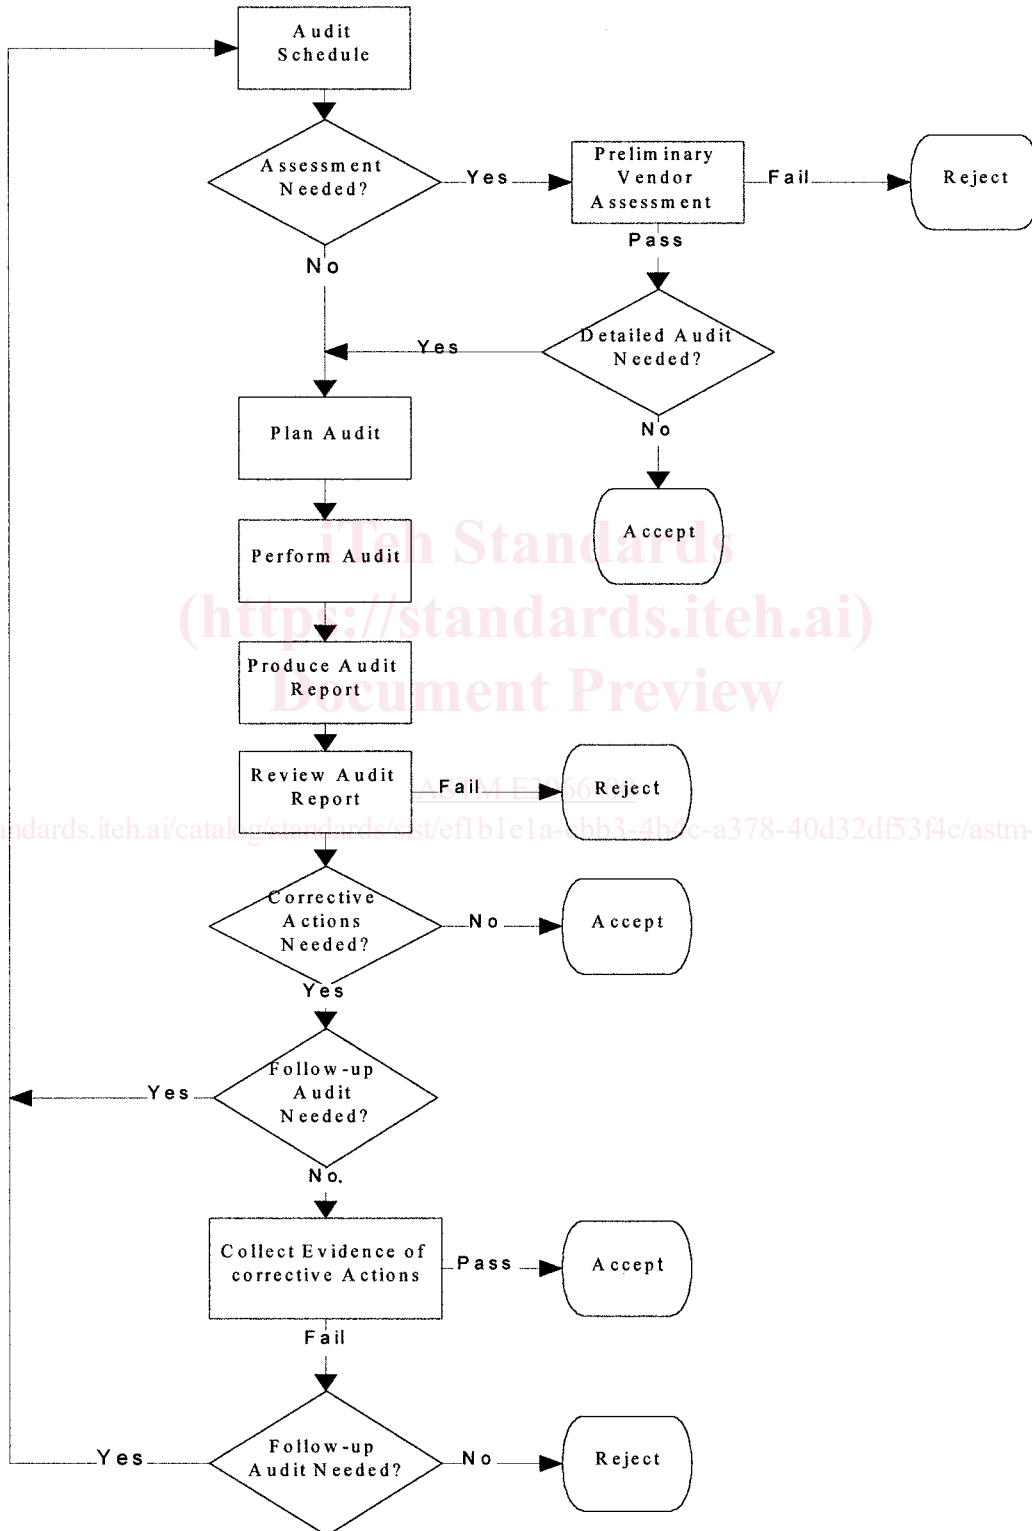 Audit
Schedule
Assessment
Needed?
Yes
Preliminary
Vendor
Assessment
Fail
Reject
No
Pass
Yes
Detailed Audit
Needed?
Plan Audit
No
Accept
iTeh Standards
Perform Audit
(https://standards.iteh.ai)
Produce Audit
Report
Document Preview
Review Audit
Report
Fail
Reject
Corrective
Actions
Needed?
No
Accept
Yes
Follow-up
Audit
Needed?
Yes
No.
Collect Evidence of
corrective Actions
Pass
Accept
Fail
Follow-up
Audit Needed?
Yes
No
Reject